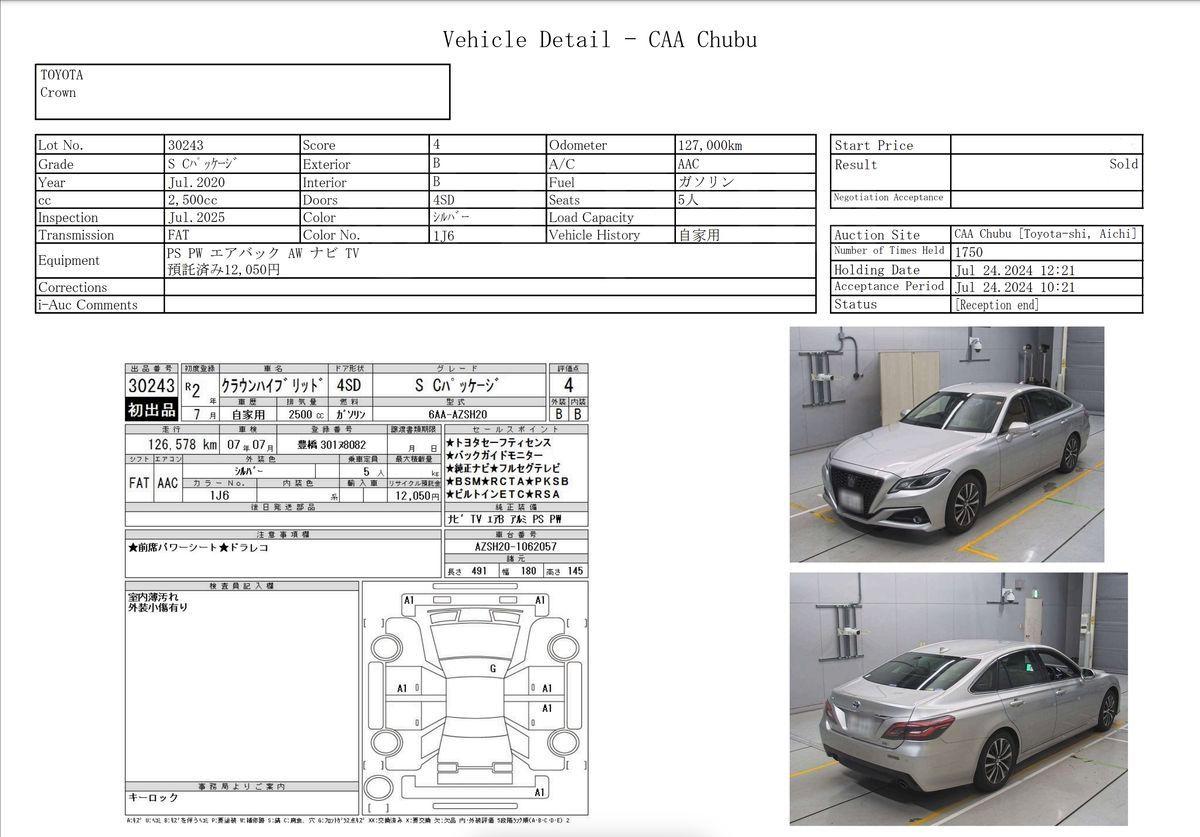 Vehicle Detail - CAA Chubu
TOYOTA
Crown
Lot No. 30243 Score 4 Odometer 127,000km
Grade S Cﾊﾟｯｹｰｼﾞ Exterior B A/C AAC
Year Jul.2020 Interior B Fuel ガソリン
cc 2,500cc Doors 4SD Seats 5人
Inspection Jul.2025 Color ｼﾙﾊﾞｰ Load Capacity
Transmission FAT Color No. 1J6 Vehicle History 自家用
Equipment PS PW エアバック AW ナビ TV
預託済み12,050円
Corrections
i-Auc Comments
Start Price
Result Sold
Negotiation Acceptance
Auction Site CAA Chubu [Toyota-shi, Aichi]
Number of Times Held 1750
Holding Date Jul 24.2024 12:21
Acceptance Period Jul 24.2024 10:21
Status [Reception end]
出品番号 初度登録 車名 ドア形状 グレード 評価点
30243 R2年 ｸﾗｳﾝﾊｲﾌﾞﾘｯﾄﾞ 4SD S Cﾊﾟｯｹｰｼﾞ 4
車歴 排気量 燃料 型式 外装 内装
初出品 7月 自家用 2500 cc ｶﾞｿﾘﾝ 6AA-AZSH20 B B
走行 車検 登録番号 譲渡書類期限 セールスポイント
126,578 km 07年07月 豊橋 301ﾇ8082 月 日
★トヨタセーフティセンス
★バックガイドモニター
★純正ナビ★フルセグテレビ
★BSM★RCTA★PKSB
★ビルトインETC★RSA
シフト エアコン 外装色 乗車定員 最大積載量
FAT AAC ｼﾙﾊﾞｰ 5 人 kg
カラーNo. 内装色 輸入車 リサイクル預託金
1J6 系 12,050円
後日発送部品 純正装備
ﾅﾋﾞ TV ｴｱB ｱﾙﾐ PS PW
注意事項欄 車台番号
★前席パワーシート★ドラレコ AZSH20-1062057
諸元
長さ 491 幅 180 高さ 145
検査員記入欄
室内薄汚れ
外装小傷有り
A1 A1
G
A1 A1
A1
A1
事務局よりご案内
キーロック